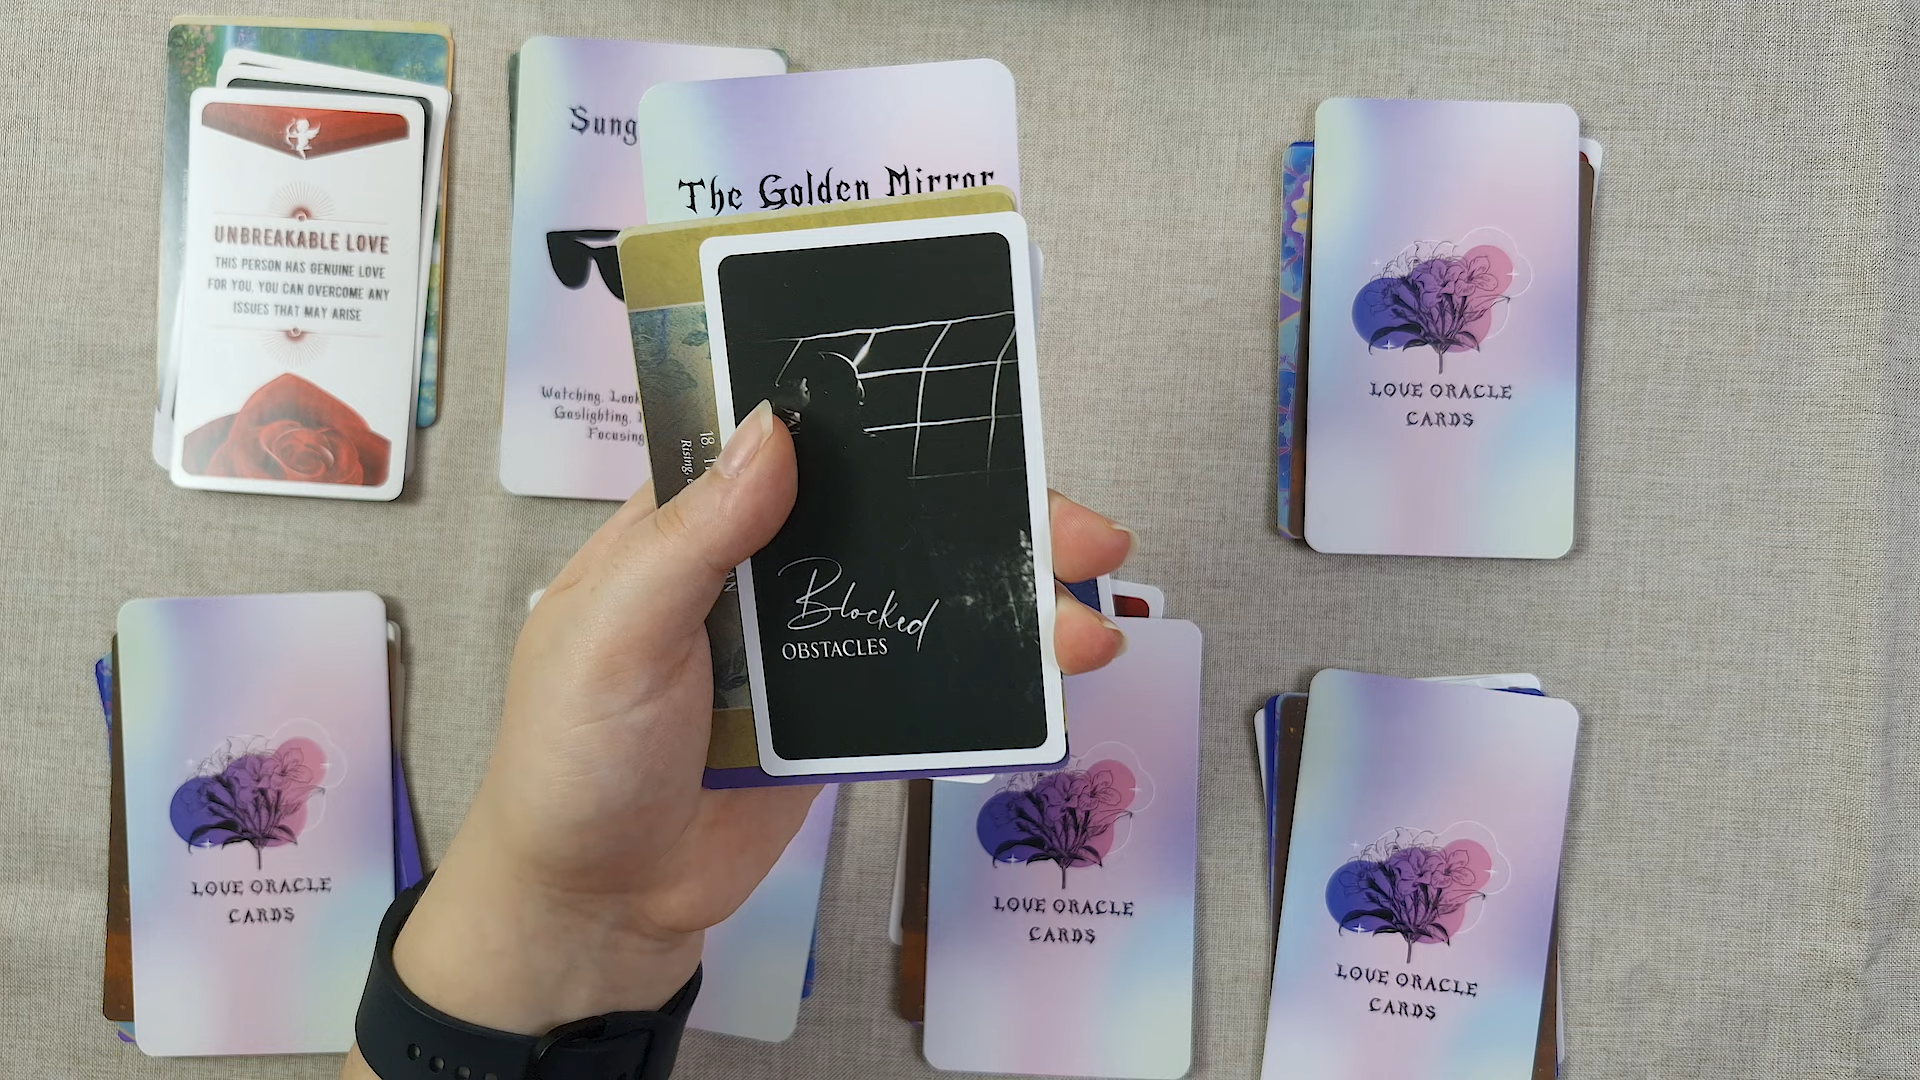 UNBREAKABLE LOVE
THIS PERSON HAS GENUINE LOVE
FOR YOU. YOU CAN OVERCOME ANY
ISSUES THAT MAY ARISE
Sung
Watching, Look
Gaslighting,
Focusing
The Golden Mirror
18. T
Rising,
Blocked
OBSTACLES
LOVE ORACLE
CARDS
LOVE ORACLE
CARDS
LOVE ORACLE
CARDS
LOVE ORACLE
CARDS